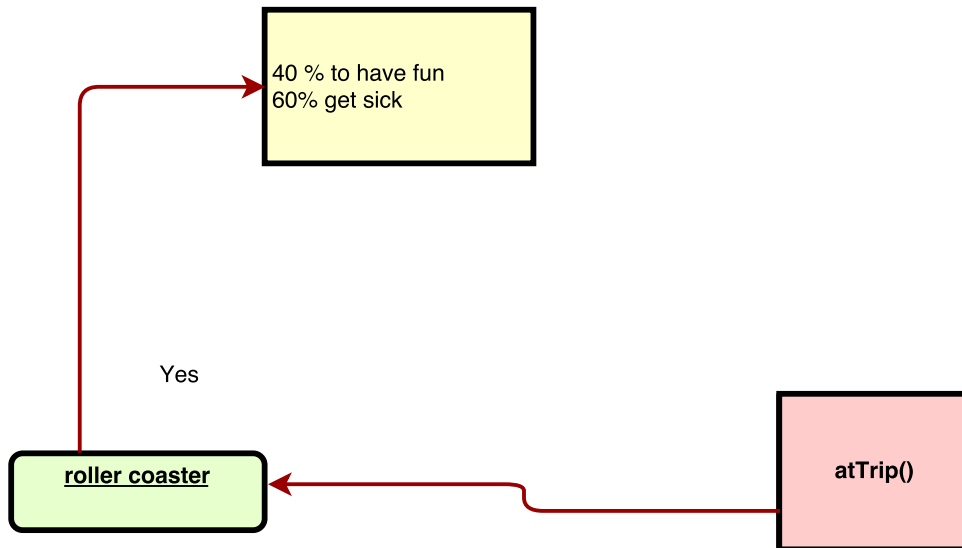 40 % to have fun
60% get sick
Yes
roller coaster
atTrip()